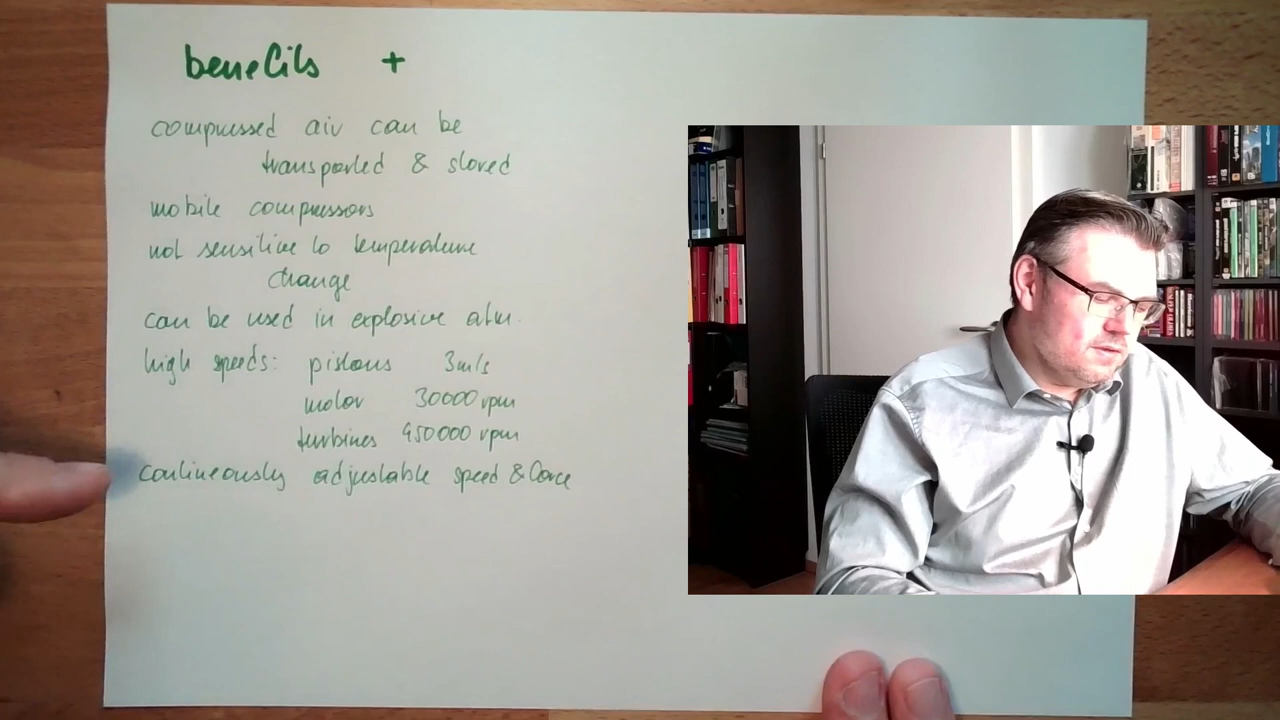 benefits +
compressed air can be
transported & stored
mobile compressors
not sensitive to temperature
change
can be used in explosive atm.
high speeds: pistons 3m/s
motor 30000 rpm
turbines 450000 rpm
contineously adjustable speed & force